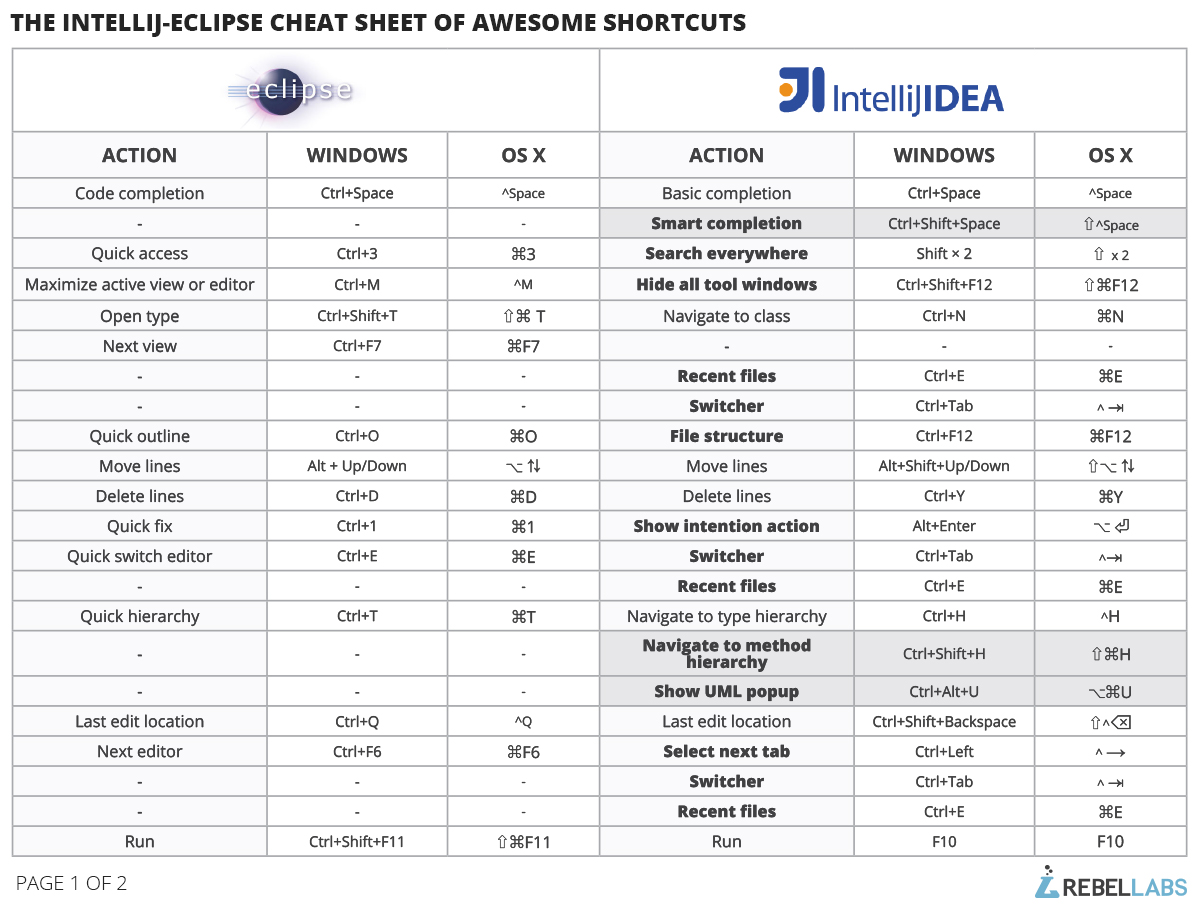 THE INTELLIJ-ECLIPSE CHEAT SHEET OF AWESOME SHORTCUTS
eclipse IntelliJIDEA
ACTION WINDOWS OS X ACTION WINDOWS OS X
Code completion Ctrl+Space ^Space Basic completion Ctrl+Space ^Space
- - - Smart completion Ctrl+Shift+Space ⇧^Space
Quick access Ctrl+3 ⌘3 Search everywhere Shift × 2 ⇧ x 2
Maximize active view or editor Ctrl+M ^M Hide all tool windows Ctrl+Shift+F12 ⇧⌘F12
Open type Ctrl+Shift+T ⇧⌘ T Navigate to class Ctrl+N ⌘N
Next view Ctrl+F7 ⌘F7 - - -
- - - Recent files Ctrl+E ⌘E
- - - Switcher Ctrl+Tab ^ ⇥
Quick outline Ctrl+O ⌘O File structure Ctrl+F12 ⌘F12
Move lines Alt + Up/Down ⌥ ⇅ Move lines Alt+Shift+Up/Down ⇧⌥ ⇅
Delete lines Ctrl+D ⌘D Delete lines Ctrl+Y ⌘Y
Quick fix Ctrl+1 ⌘1 Show intention action Alt+Enter ⌥ ⏎
Quick switch editor Ctrl+E ⌘E Switcher Ctrl+Tab ^⇥
- - - Recent files Ctrl+E ⌘E
Quick hierarchy Ctrl+T ⌘T Navigate to type hierarchy Ctrl+H ^H
- - - Navigate to method hierarchy Ctrl+Shift+H ⇧⌘H
- - - Show UML popup Ctrl+Alt+U ⌥⌘U
Last edit location Ctrl+Q ^Q Last edit location Ctrl+Shift+Backspace ⇧^⌫
Next editor Ctrl+F6 ⌘F6 Select next tab Ctrl+Left ^ →
- - - Switcher Ctrl+Tab ^ ⇥
- - - Recent files Ctrl+E ⌘E
Run Ctrl+Shift+F11 ⇧⌘F11 Run F10 F10
PAGE 1 OF 2 REBELLABS